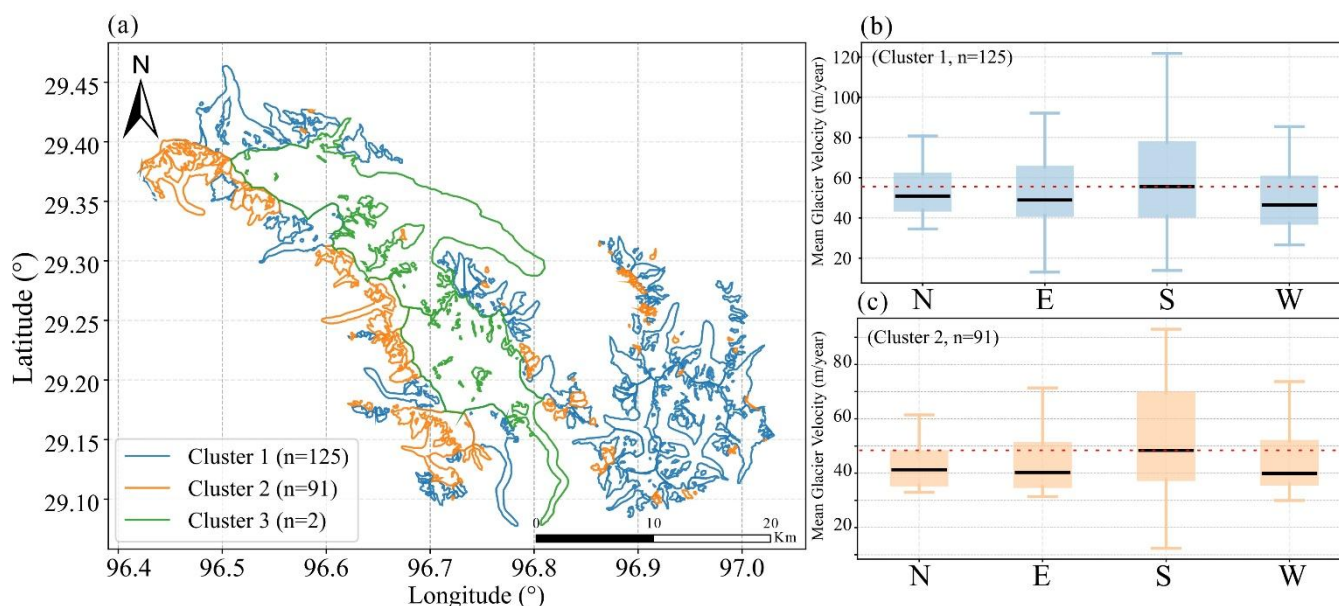 (a)
N
Latitude (°)
29.45
29.40
29.35
29.30
29.25
29.20
29.15
29.10
Cluster 1 (n=125)
Cluster 2 (n=91)
Cluster 3 (n=2)
0 10 20
Km
96.4 96.5 96.6 96.7 96.8 96.9 97.0
Longitude (°)
(b)
(Cluster 1, n=125)
Mean Glacier Velocity (m/year)
120
100
80
60
40
20
N E S W
(c)
(Cluster 2, n=91)
Mean Glacier Velocity (m/year)
80
60
40
20
N E S W